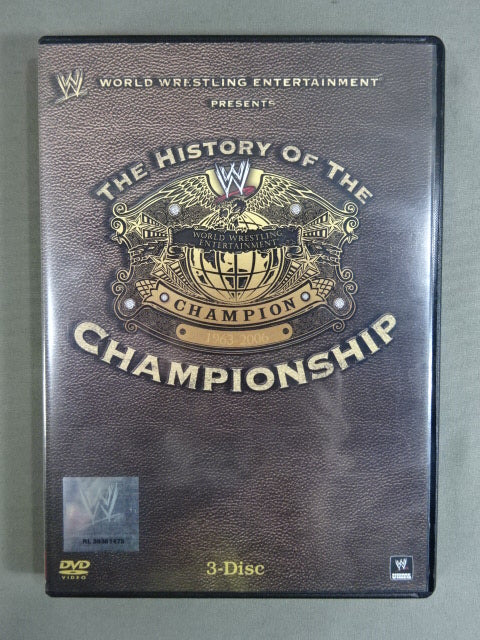 W
WORLD WRESTLING ENTERTAINMENT
PRESENTS
THE HISTORY OF THE
W
WORLD WRESTLING
ENTERTAINMENT
CHAMPION
1963-2006
CHAMPIONSHIP
W
DVD
VIDEO
3-Disc
W